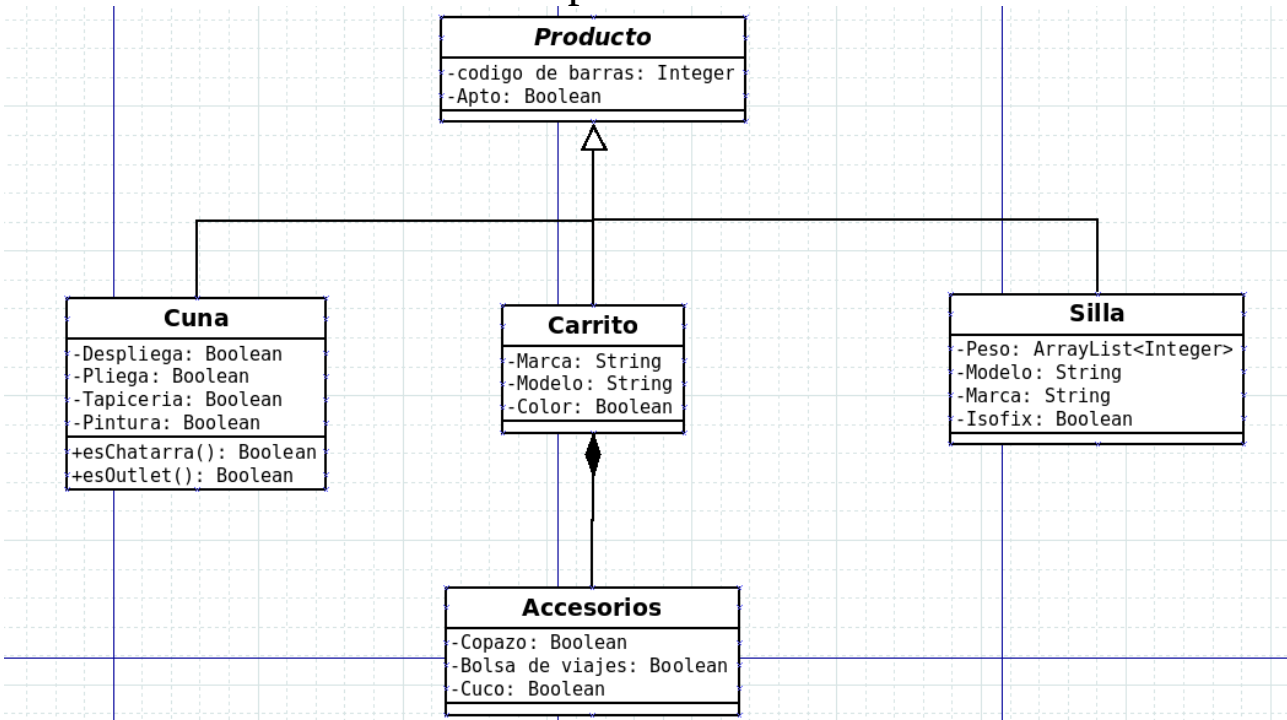 Producto
-codigo de barras: Integer
-Apto: Boolean
Cuna
-Despliega: Boolean
-Pliega: Boolean
-Tapiceria: Boolean
-Pintura: Boolean
+esChatarra(): Boolean
+esOutlet(): Boolean
Carrito
-Marca: String
-Modelo: String
-Color: Boolean
Silla
-Peso: ArrayList<Integer>
-Modelo: String
-Marca: String
-Isofix: Boolean
Accesorios
-Copazo: Boolean
-Bolsa de viajes: Boolean
-Cuco: Boolean